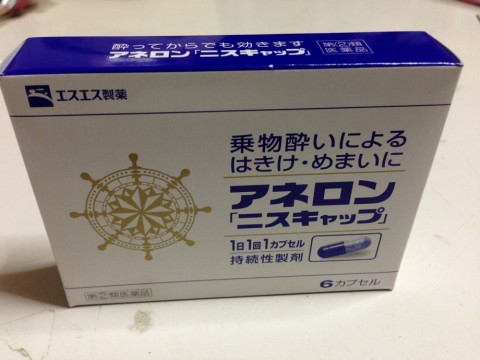 酔ってからでも効きます
アネロン「ニスキャップ」
指定②類
医薬品
エスエス製薬
乗物酔いによる
はきけ・めまいに
アネロン
「ニスキャップ」
1日1回1カプセル
持続性製剤
指定②類医薬品
6カプセル